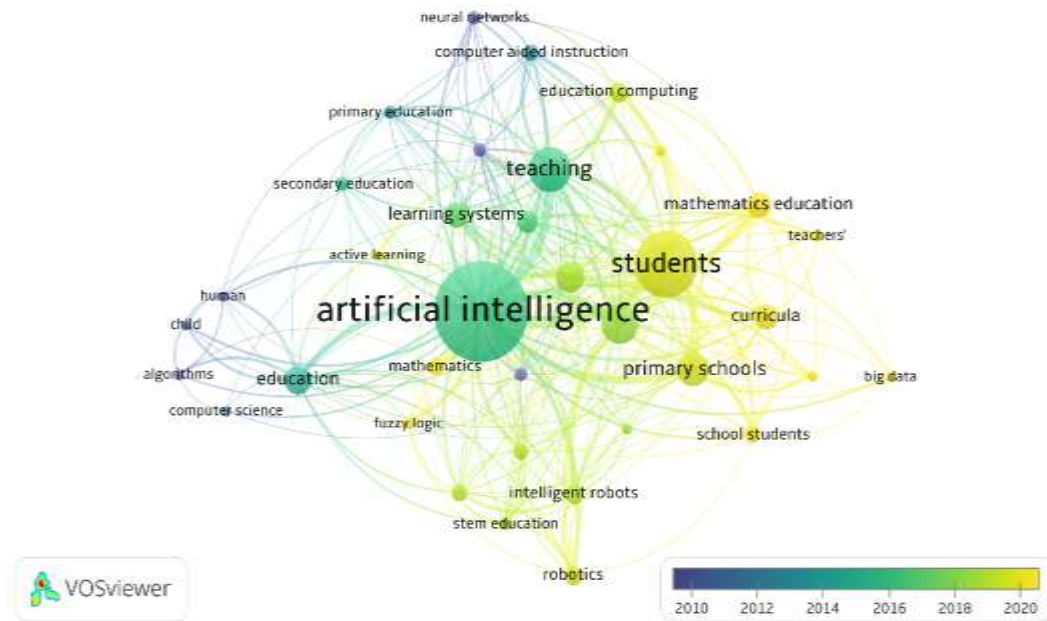 neural networks
computer aided instruction
education computing
primary education
teaching
secondary education
mathematics education
learning systems
teachers'
active learning
students
human
artificial intelligence
curricula
child
mathematics
primary schools
algorithms
education
big data
computer science
fuzzy logic
school students
intelligent robots
stem education
robotics
VOSviewer
2010 2012 2014 2016 2018 2020